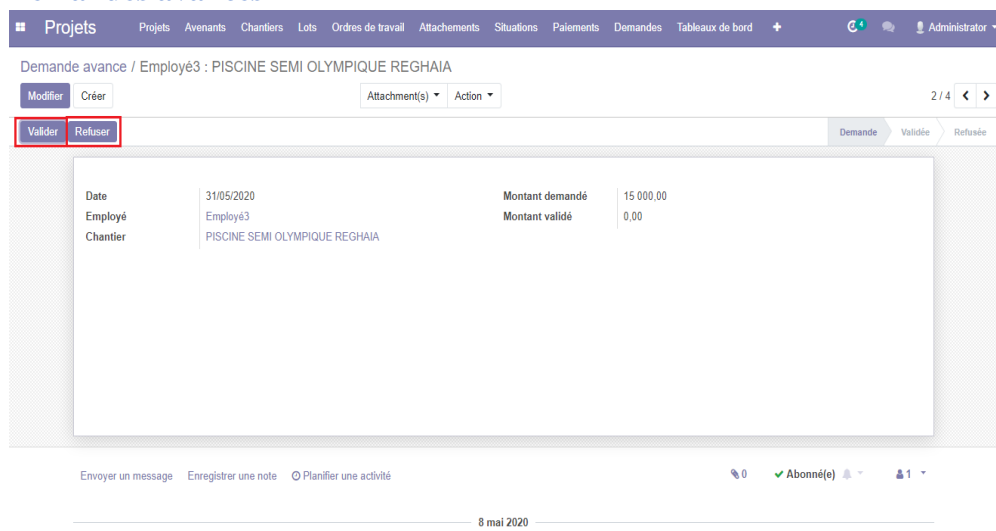 Projets Projets Avenants Chantiers Lots Ordres de travail Attachements Situations Paiements Demandes Tableaux de bord + 4 Administrator
Demande avance / Employé3 : PISCINE SEMI OLYMPIQUE REGHAIA
Modifier Créer Attachment(s) Action 2 / 4
Valider Refuser Demande Validée Refusée
Date 31/05/2020 Montant demandé 15 000,00
Employé Employé3 Montant validé 0,00
Chantier PISCINE SEMI OLYMPIQUE REGHAIA
Envoyer un message Enregistrer une note Planifier une activité 0 Abonné(e) 1
8 mai 2020